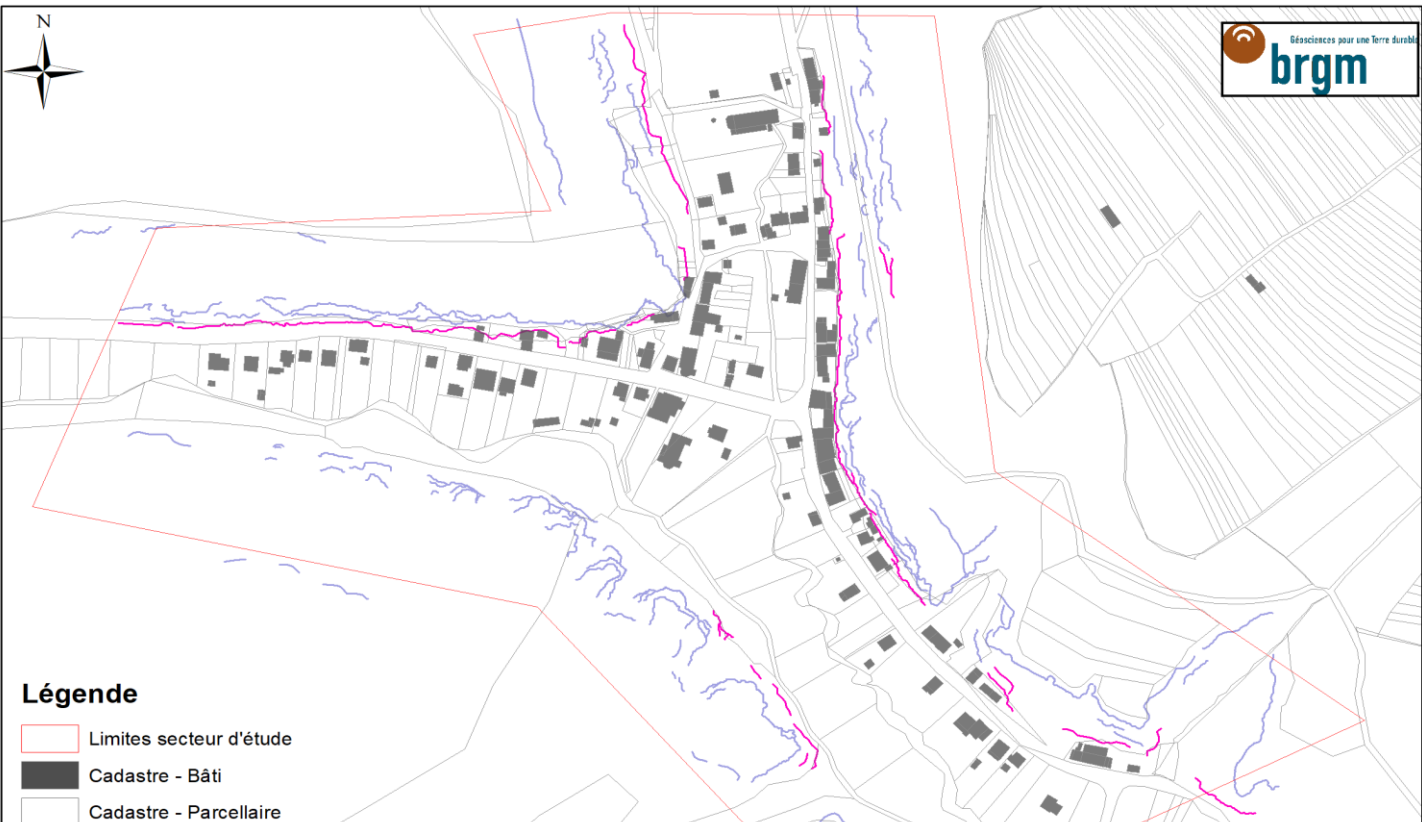 N
Géosciences pour une Terre durable
brgm
Légende
Limites secteur d'étude
Cadastre - Bâti
Cadastre - Parcellaire